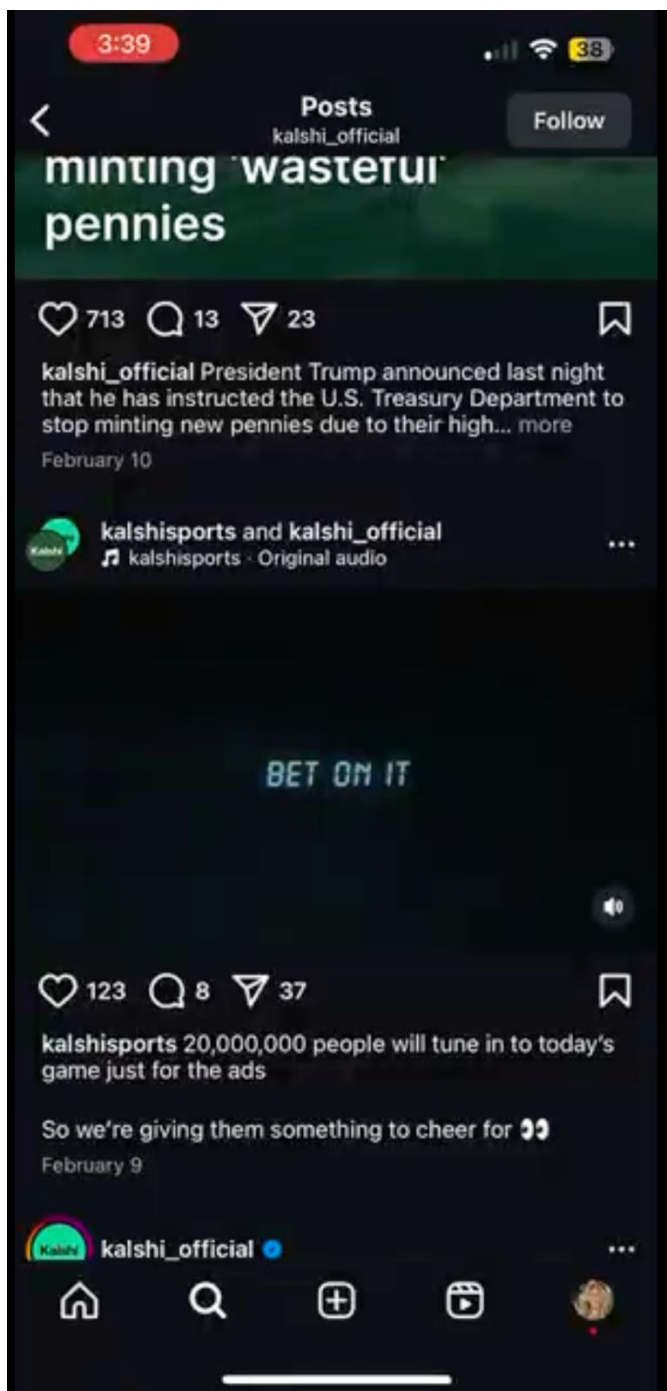 3:39
38
Posts
kalshi_official
Follow
minting 'wasteful'
pennies
713 13 23
kalshi_official President Trump announced last night
that he has instructed the U.S. Treasury Department to
stop minting new pennies due to their high... more
February 10
kalshisports and kalshi_official
Kalshi
kalshisports · Original audio
BET ON IT
123 8 37
kalshisports 20,000,000 people will tune in to today's
game just for the ads
So we're giving them something to cheer for 👀
February 9
Kalshi
kalshi_official